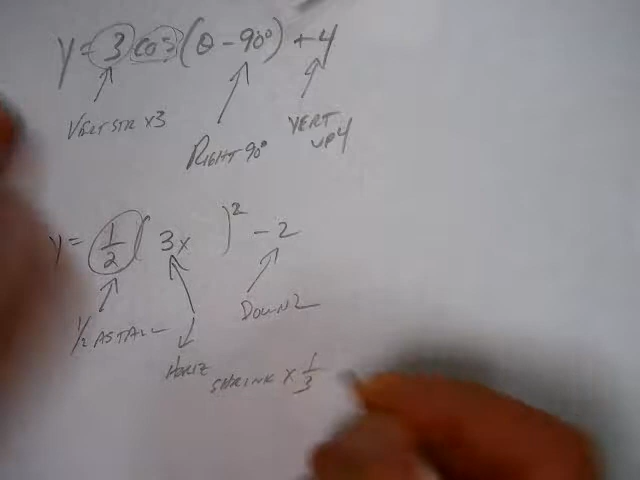 y = 3 cos (θ - 90°) + 4
VERT STR x3
RIGHT 90°
VERT UP 4
y = 1/2 ( 3x )² - 2
1/2 AS TALL
DOWN 2
HORIZ SHRINK x 1/3